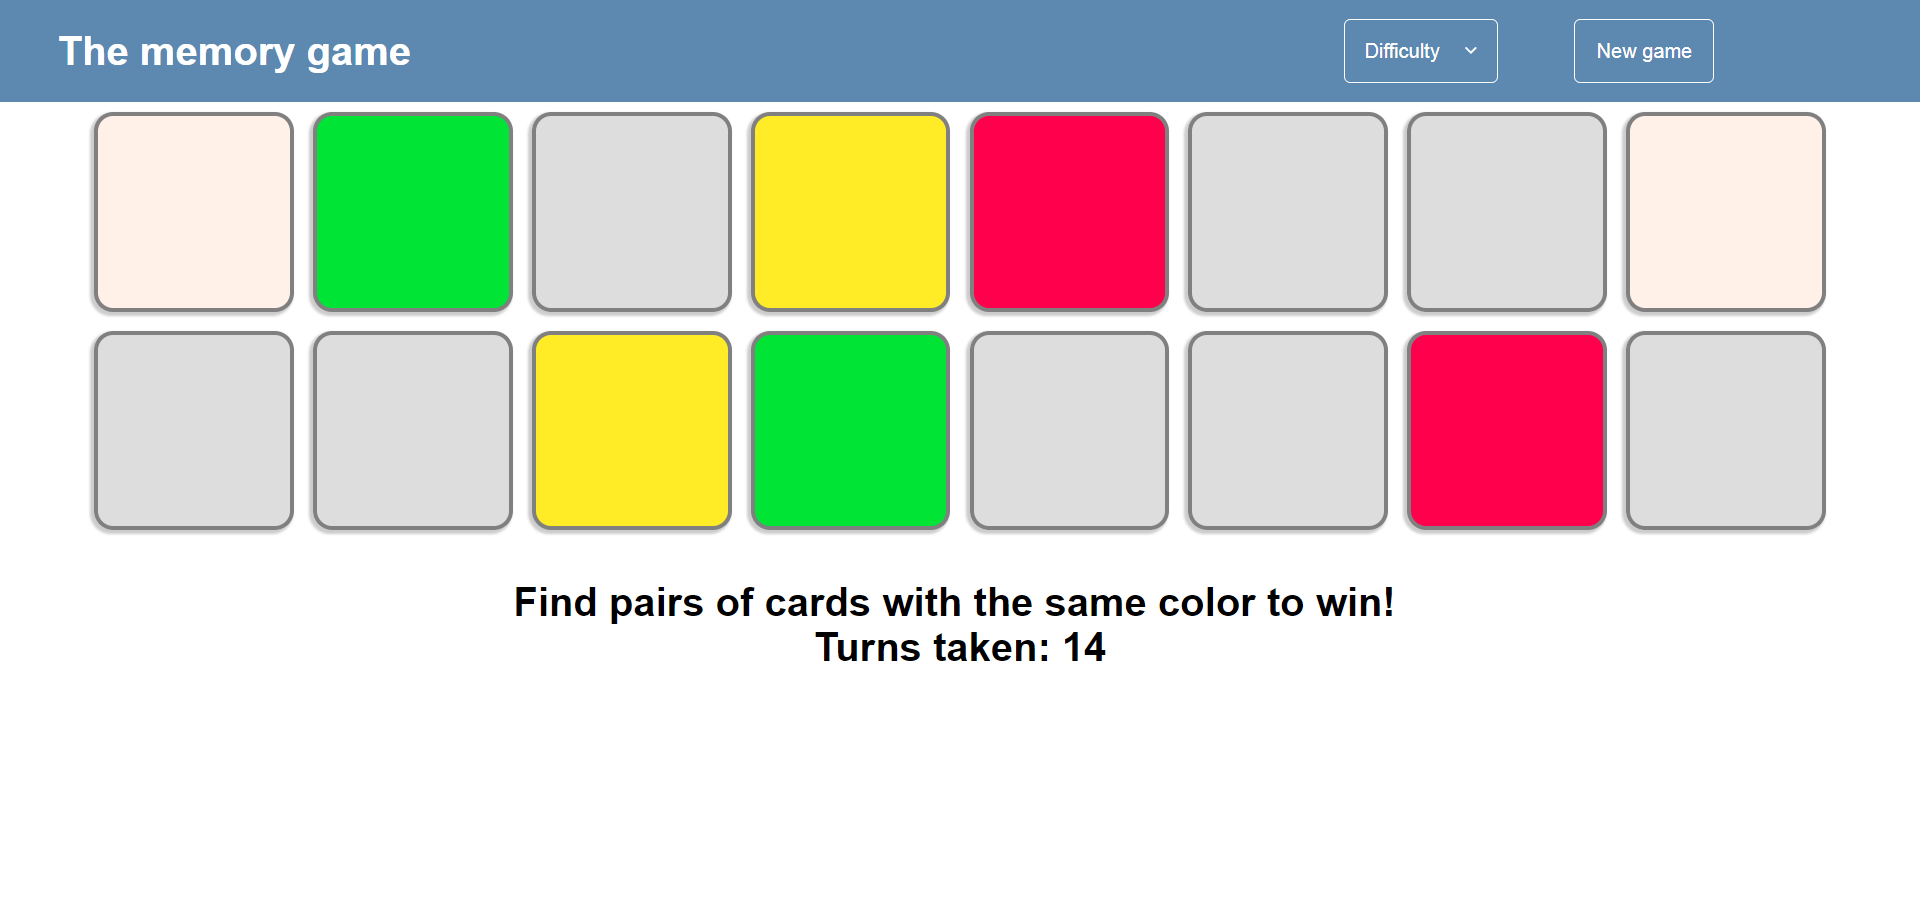 The memory game
Difficulty
New game
Find pairs of cards with the same color to win!
Turns taken: 14